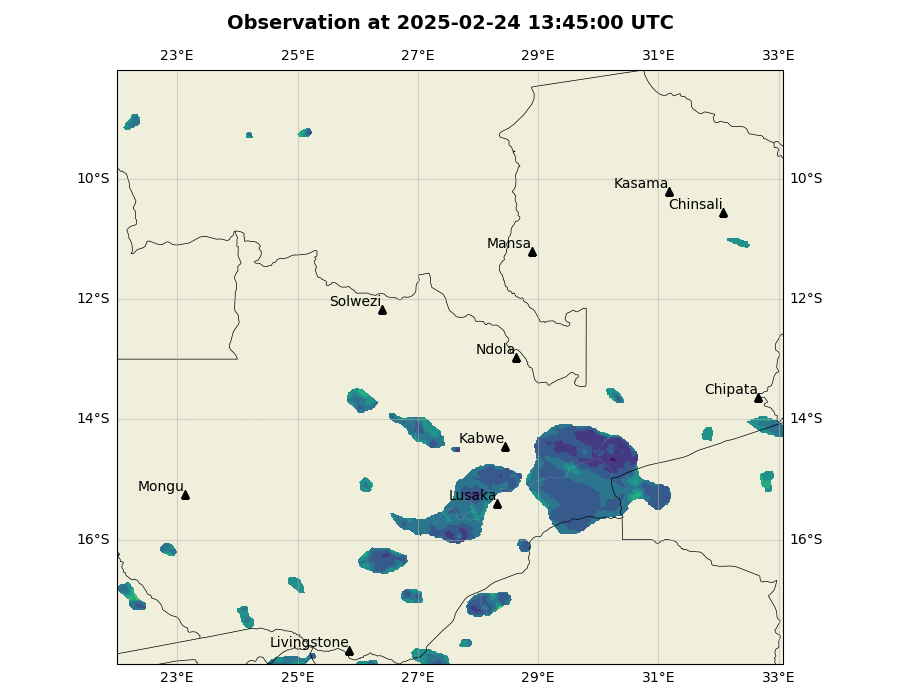 Observation at 2025-02-24 13:45:00 UTC
23°E 25°E 27°E 29°E 31°E 33°E
10°S 10°S
Kasama
Chinsali
Mansa
12°S 12°S
Solwezi
Ndola
Chipata
14°S 14°S
Kabwe
Mongu
Lusaka
16°S 16°S
Livingstone
23°E 25°E 27°E 29°E 31°E 33°E